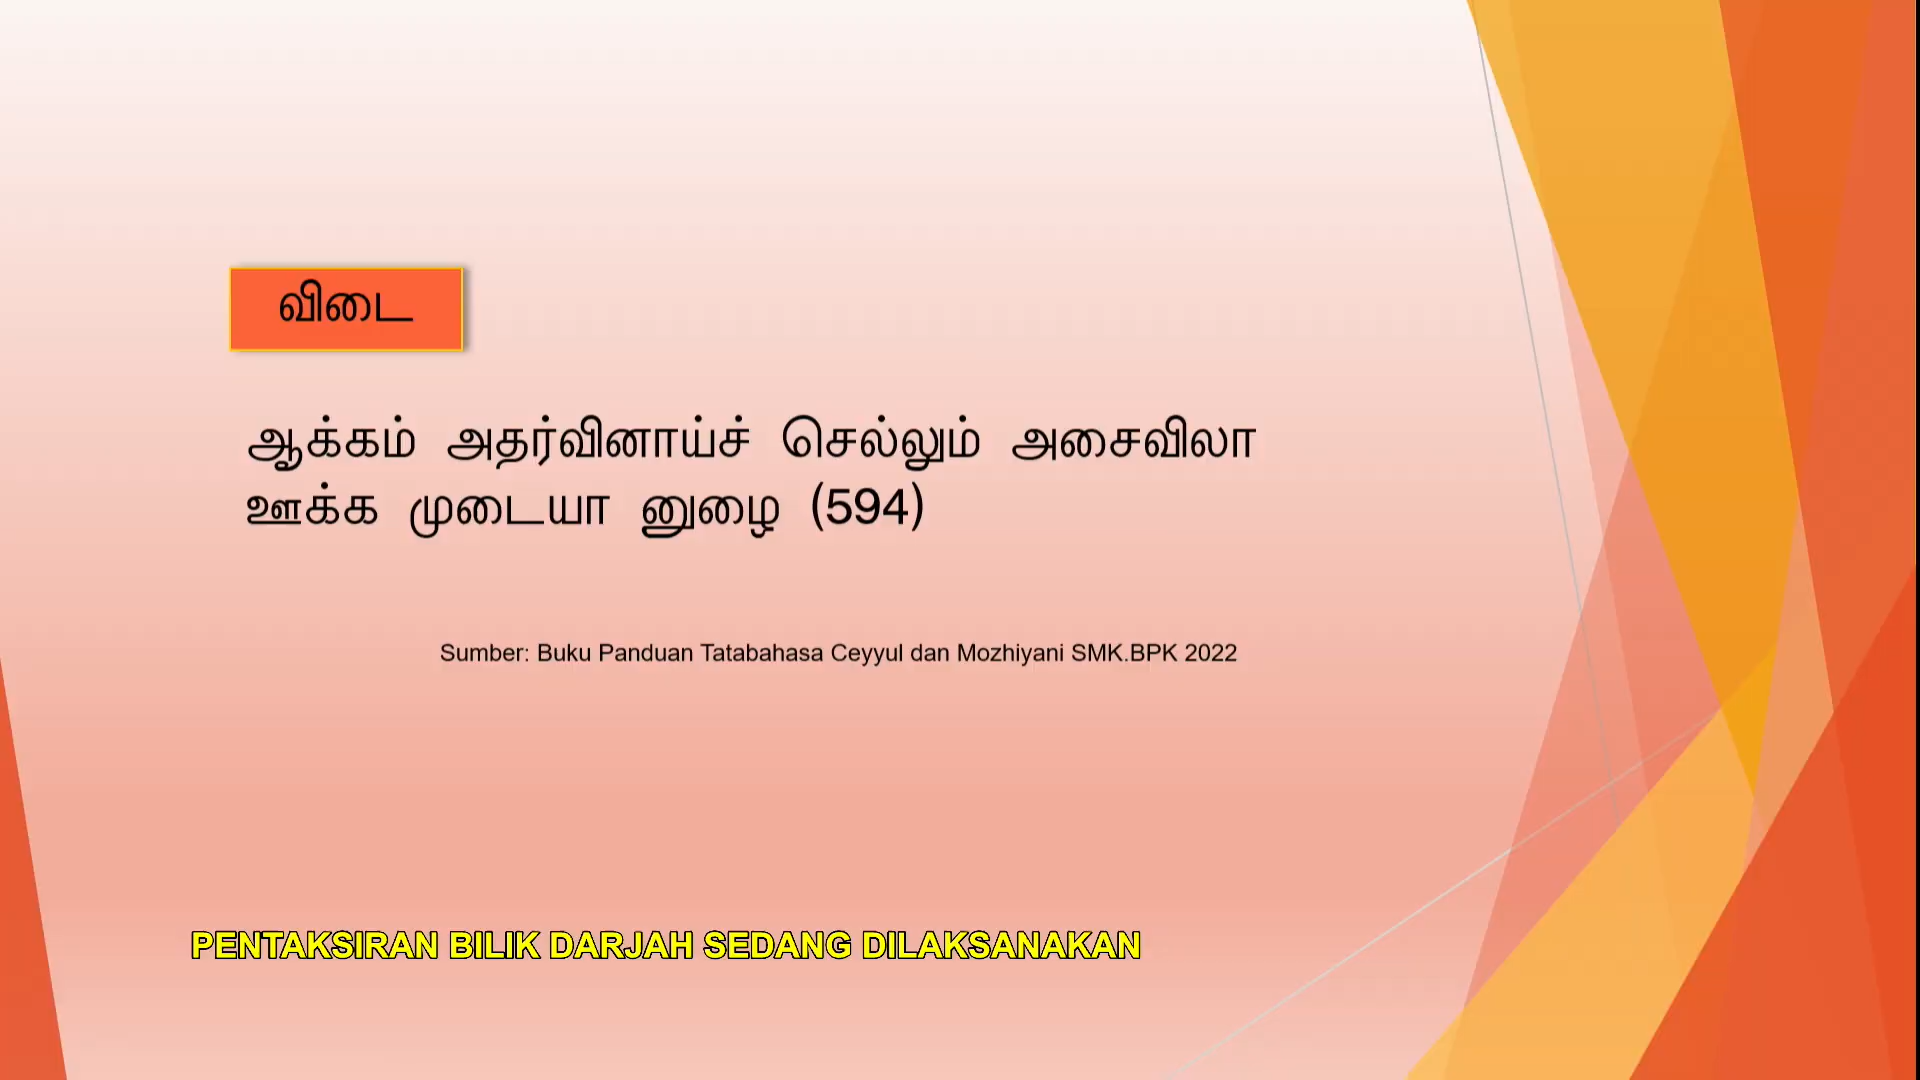 விடை
ஆக்கம் அதர்வினாய்ச் செல்லும் அசைவிலா
ஊக்க முடையா னுழை (594)
Sumber: Buku Panduan Tatabahasa Ceyyul dan Mozhiyani SMK.BPK 2022
PENTAKSIRAN BILIK DARJAH SEDANG DILAKSANAKAN